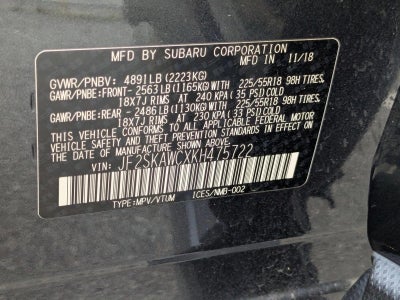 MFD BY SUBARU CORPORATION 11/18
GVWR/PNBV: 4891LB (2223KG)
GAWR/PNBE:FRONT- 2563LB(1165KG)WITH 225/55R18 98H TIRES,
18X7J RIMS AT 240 KPA ( 35 PSI)COLD
GAWR/PNBE:REAR - 2486LB(1130KG)WITH 225/55R18 98H TIRES,
18X7J RIMS AT 230 KPA ( 33 PSI)COLD
THIS VEHICLE CONFORMS TO ALL APPLICABLE FEDERAL MOTOR
VEHICLE SAFETY AND THEFT PREVENTION STANDARDS IN
EFFECT ON THE DATE OF MANUFACTURE SHOWN ABOVE.
VIN: JF2SKAWCXKH475722
TYPE:MPV/VTUM ICES/NMB-002